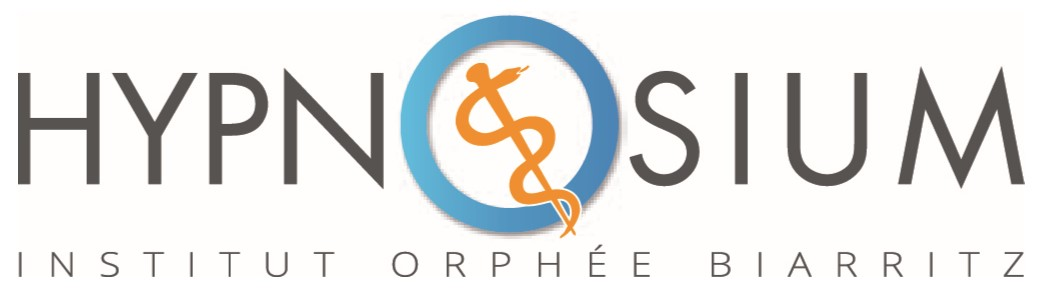 HYPNOSIUM
INSTITUT ORPHÉE BIARRITZ